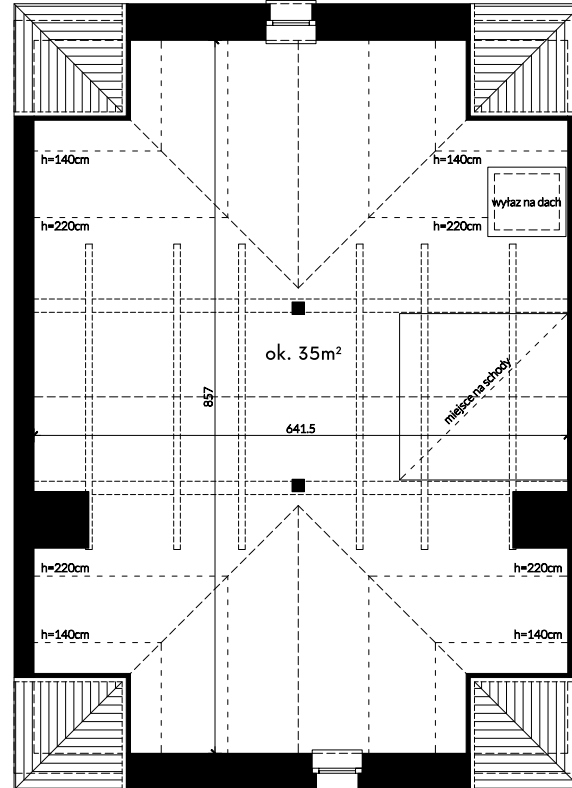 h=140cm
h=140cm
wyłaz na dach
h=220cm
h=220cm
ok. 35m²
miejsce na schody
857
641.5
h=220cm
h=220cm
h=140cm
h=140cm